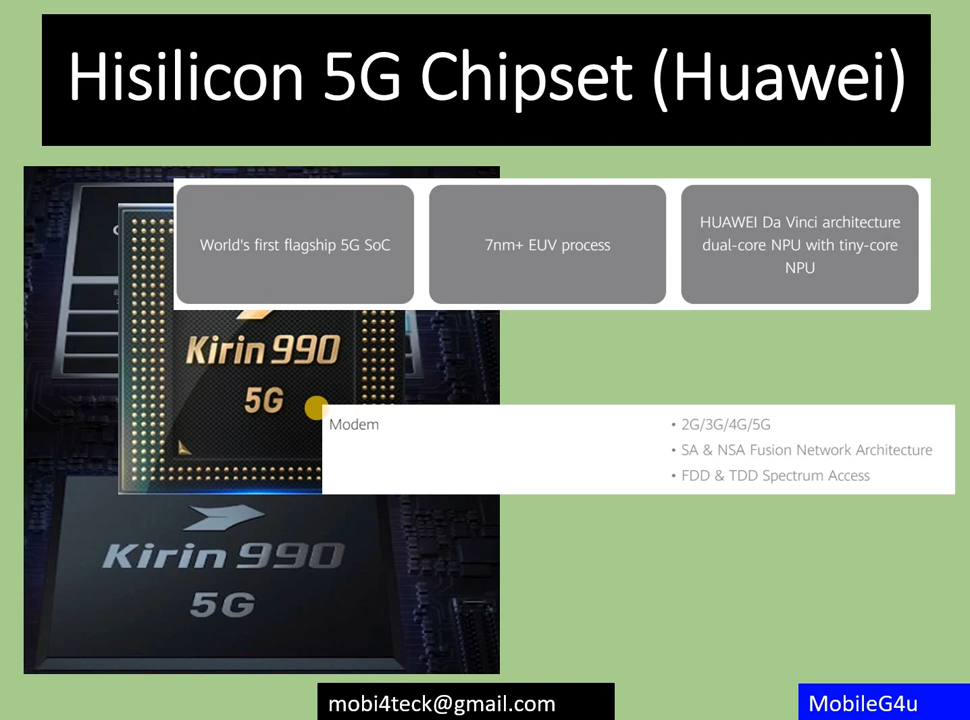 Hisilicon 5G Chipset (Huawei)
World's first flagship 5G SoC
7nm+ EUV process
HUAWEI Da Vinci architecture
dual-core NPU with tiny-core
NPU
Kirin 990
5G
Modem
• 2G/3G/4G/5G
• SA & NSA Fusion Network Architecture
• FDD & TDD Spectrum Access
Kirin 990
5G
mobi4teck@gmail.com
MobileG4u